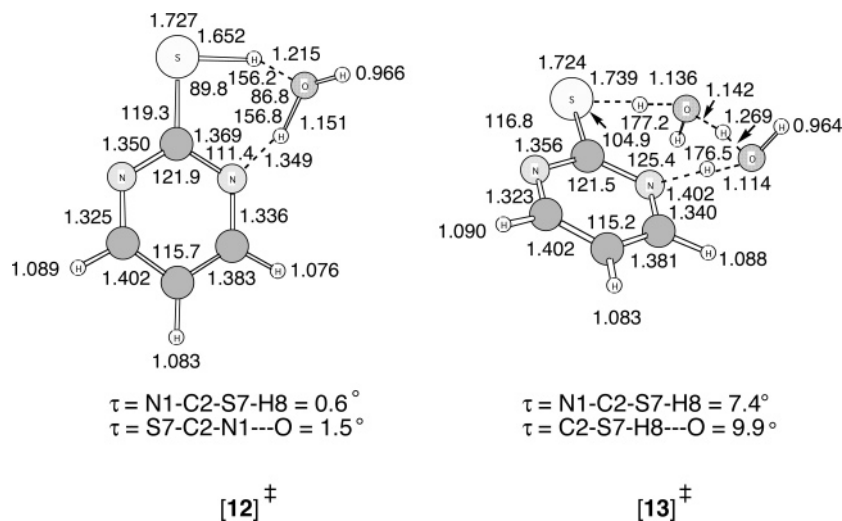 1.727
1.652
S
H
1.215
156.2
H
0.966
89.8
86.8
O
119.3
156.8
H
1.151
1.350
1.369
111.4
1.349
N
121.9
N
1.325
1.336
115.7
1.089
H
1.402
1.383
H
1.076
H
1.083
τ = N1-C2-S7-H8 = 0.6°
τ = S7-C2-N1---O = 1.5°
[12]‡
1.724
1.739
1.136
1.142
S
H
O
1.269
H
0.964
177.2
H
H
116.8
104.9
176.5
O
1.356
125.4
H
N
121.5
N
1.402
1.114
1.323
1.340
H
115.2
1.090
1.402
1.381
H
1.088
H
1.083
τ = N1-C2-S7-H8 = 7.4°
τ = C2-S7-H8---O = 9.9°
[13]‡